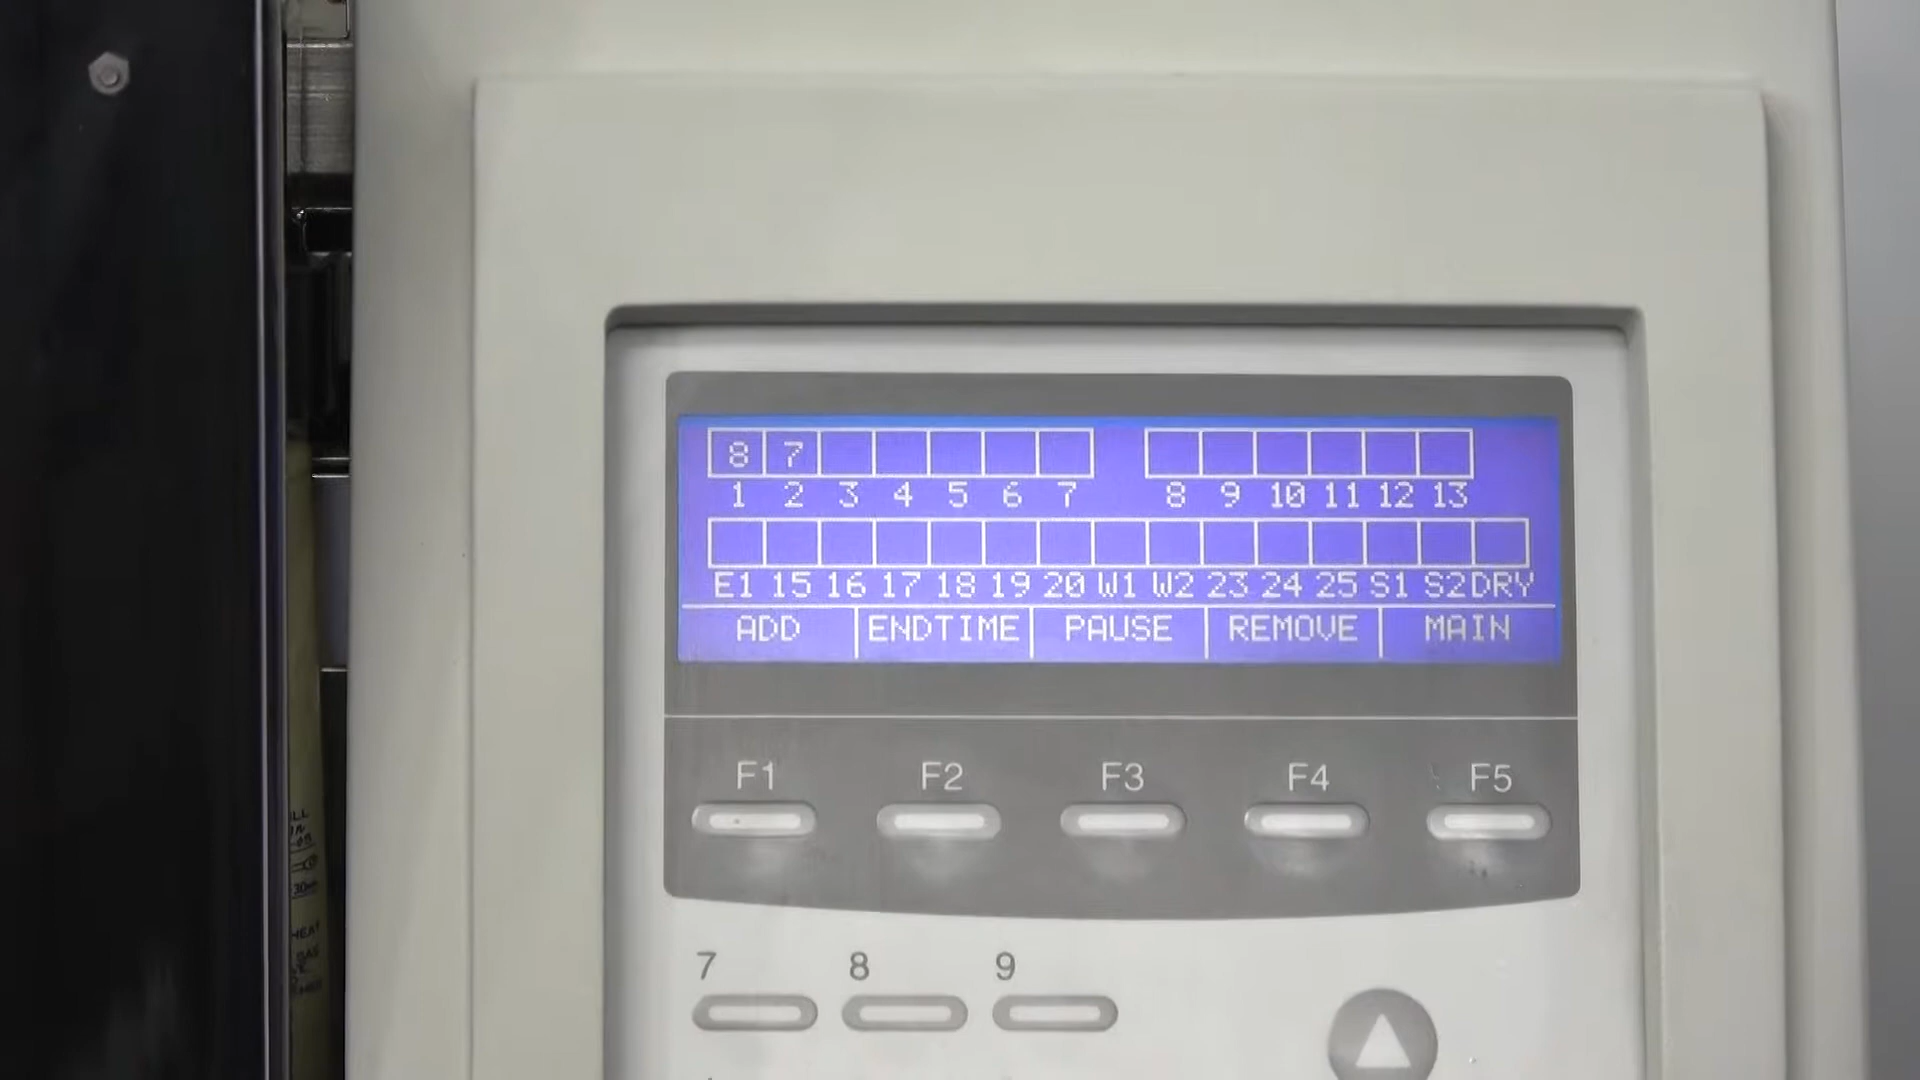 8 7
1 2 3 4 5 6 7 8 9 10 11 12 13
E1 15 16 17 18 19 20 W1 W2 23 24 25 S1 S2 DRY
ADD ENDTIME PAUSE REMOVE MAIN
F1 F2 F3 F4 F5
7 8 9
HEAT